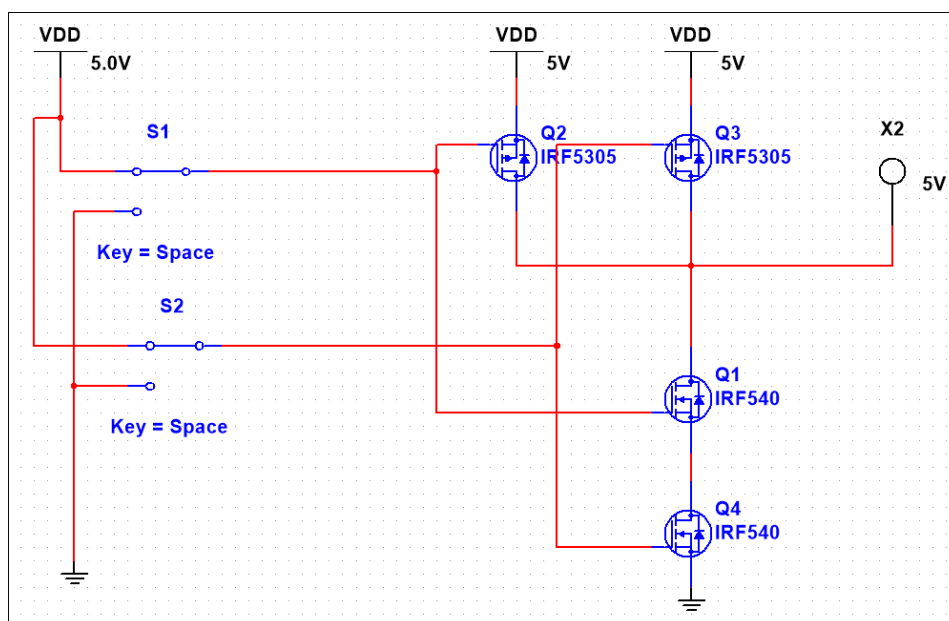 VDD
5.0V
S1
Key = Space
S2
Key = Space
VDD
5V
Q2
IRF5305
VDD
5V
Q3
IRF5305
X2
5V
Q1
IRF540
Q4
IRF540